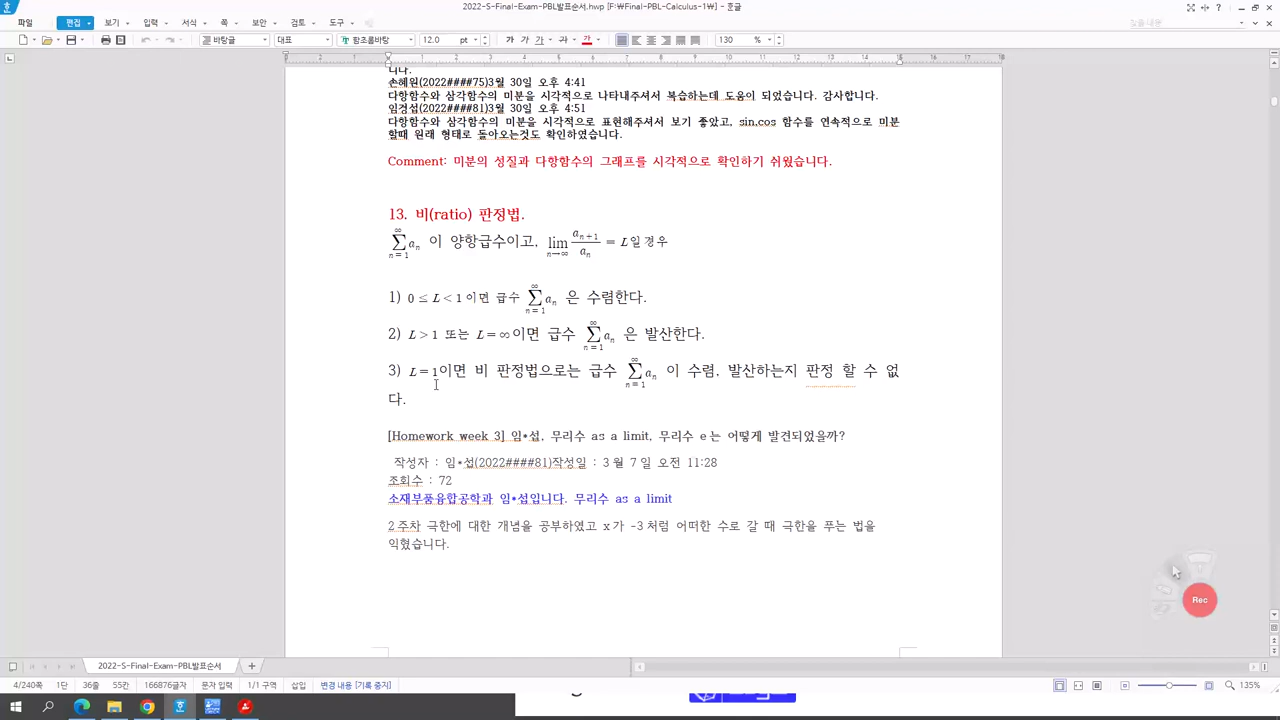 2022-S-Final-Exam-PBL발표순서.hwp [F:₩Final-PBL-Calculus-1₩] - 한글
파일 편집 보기 입력 서식 쪽 보안 검토 도구 찾을 내용
바탕글 대표 함초롬바탕 12.0 pt 가 가 가 가 가 130 %
니다.
손혜원(2022####75)3월 30일 오후 4:41
다항함수와 삼각함수의 미분을 시각적으로 나타내주셔서 복습하는데 도움이 되었습니다. 감사합니다.
임경섭(2022####81)3월 30일 오후 4:51
다항함수와 삼각함수의 미분을 시각적으로 표현해주셔서 보기 좋았고, sin,cos 함수를 연속적으로 미분
할때 원래 형태로 돌아오는것도 확인하였습니다.
Comment: 미분의 성질과 다항함수의 그래프를 시각적으로 확인하기 쉬웠습니다.
13. 비(ratio) 판정법.
∑_{n=1}^{∞} a_n 이 양항급수이고, lim_{n→∞} a_{n+1}/a_n = L일 경우
1) 0 ≤ L < 1 이면 급수 ∑_{n=1}^{∞} a_n 은 수렴한다.
2) L > 1 또는 L = ∞이면 급수 ∑_{n=1}^{∞} a_n 은 발산한다.
3) L = 1이면 비 판정법으로는 급수 ∑_{n=1}^{∞} a_n 이 수렴, 발산하는지 판정 할 수 없
다.
[Homework week 3] 임*섭, 무리수 as a limit, 무리수 e는 어떻게 발견되었을까?
작성자 : 임*섭(2022####81)작성일 : 3월 7일 오전 11:28
조회수 : 72
소재부품융합공학과 임*섭입니다. 무리수 as a limit
2주차 극한에 대한 개념을 공부하였고 x가 -3처럼 어떠한 수로 갈 때 극한을 푸는 법을
익혔습니다.
Rec
2022-S-Final-Exam-PBL발표순서
4/240쪽 1단 36줄 55칸 166876글자 문자 입력 1/1 구역 삽입 변경 내용 [기록 중지] 135%